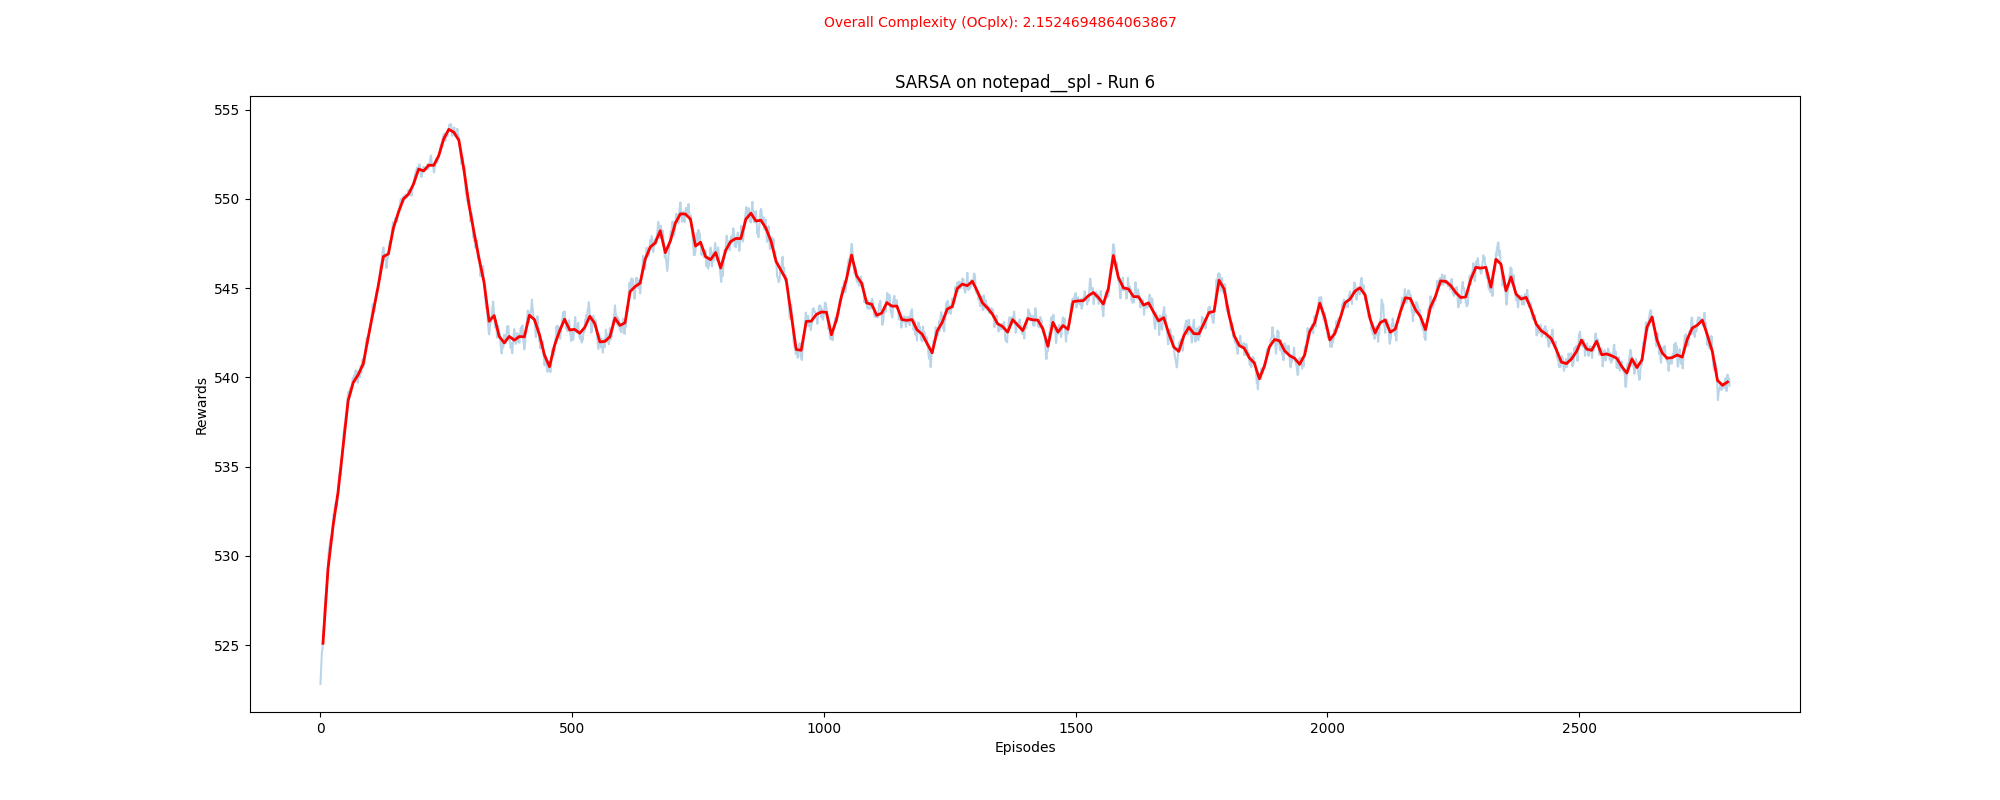 Overall Complexity (OCplx): 2.1524694864063867
SARSA on notepad__spl - Run 6
555
550
545
540
535
530
525
Rewards
0 500 1000 1500 2000 2500
Episodes